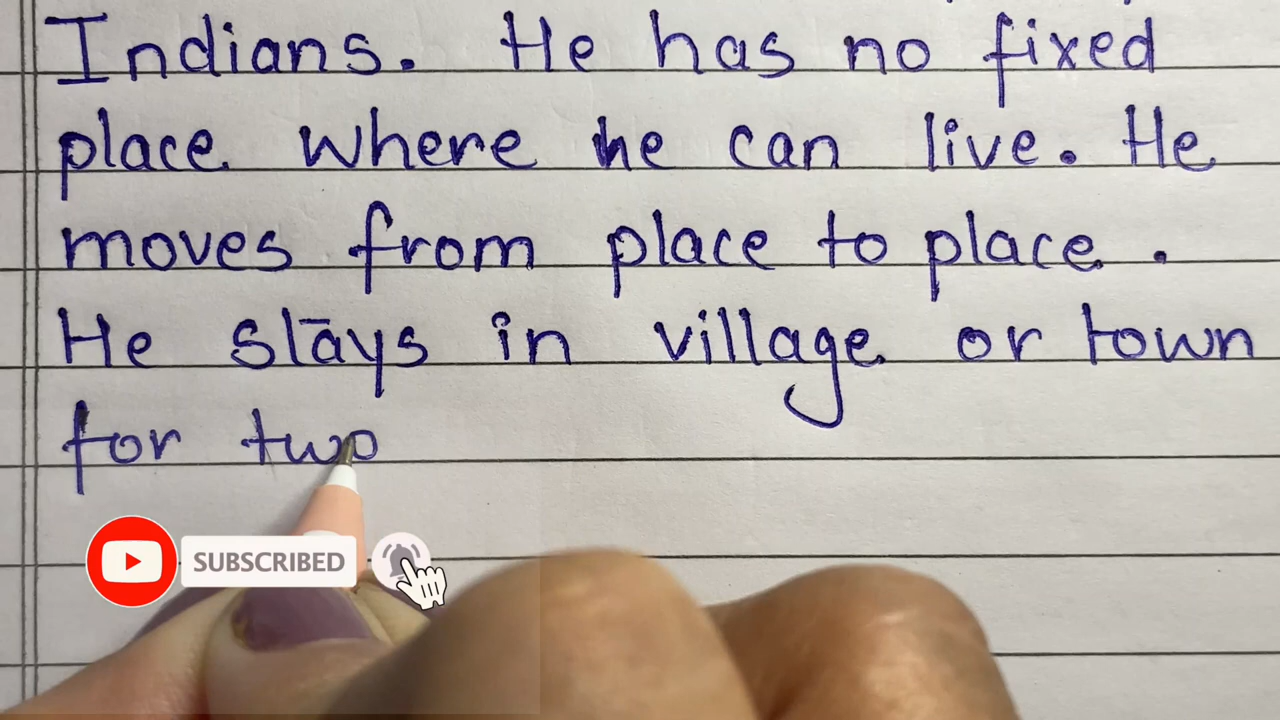 Indians. He has no fixed
place where he can live. He
moves from place to place.
He stays in village or town
for two
SUBSCRIBED